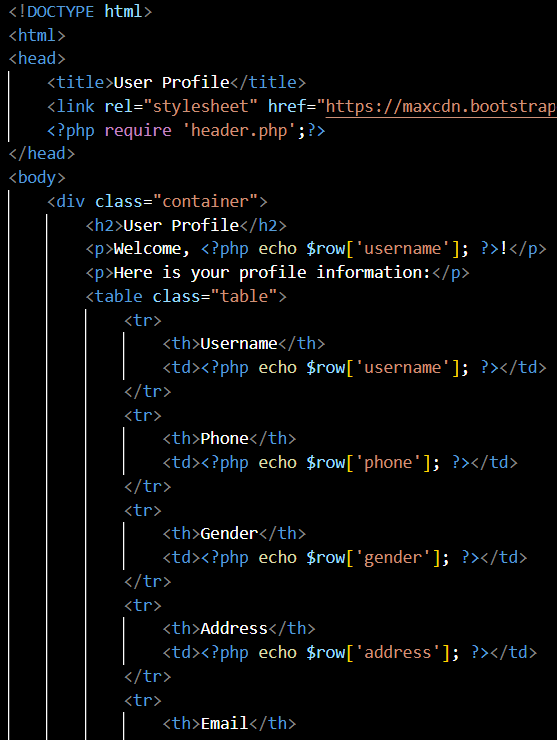 <!DOCTYPE html>
<html>
<head>
    <title>User Profile</title>
    <link rel="stylesheet" href="https://maxcdn.bootstrap
    <?php require 'header.php';?>
</head>
<body>
    <div class="container">
        <h2>User Profile</h2>
        <p>Welcome, <?php echo $row['username']; ?>!</p>
        <p>Here is your profile information:</p>
        <table class="table">
            <tr>
                <th>Username</th>
                <td><?php echo $row['username']; ?></td>
            </tr>
            <tr>
                <th>Phone</th>
                <td><?php echo $row['phone']; ?></td>
            </tr>
            <tr>
                <th>Gender</th>
                <td><?php echo $row['gender']; ?></td>
            </tr>
            <tr>
                <th>Address</th>
                <td><?php echo $row['address']; ?></td>
            </tr>
            <tr>
                <th>Email</th>